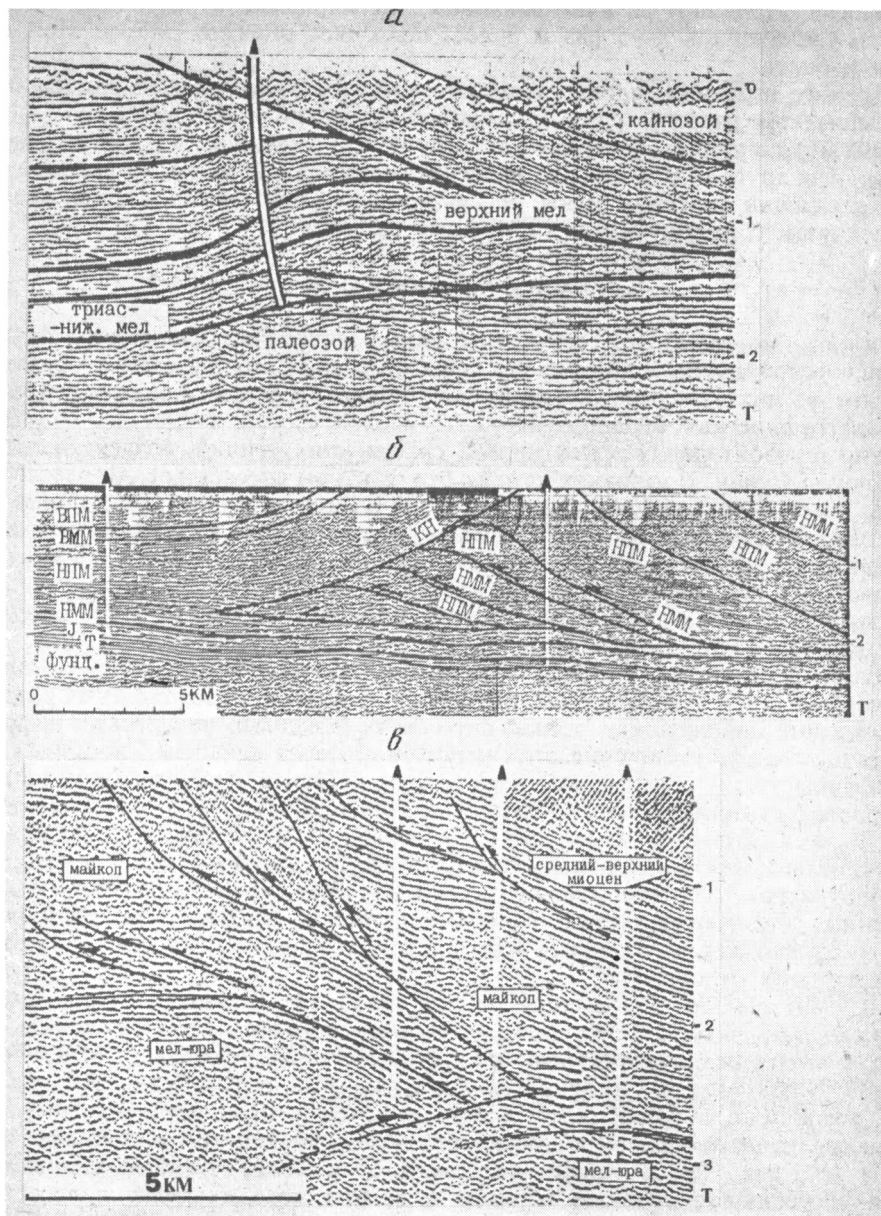 а
0
кайнозой
верхний мел
1
триас-
-ниж. мел
палеозой
2
Т
б
ВПМ
ВММ
НПМ
НММ
J
Т
фунд.
КН
НПМ
НММ
НПМ
НММ
НПМ
НПМ
НММ
1
2
0
5КМ
Т
в
майкоп
средний-верхний
миоцен
1
майкоп
2
мел-юра
мел-юра
3
5КМ
Т